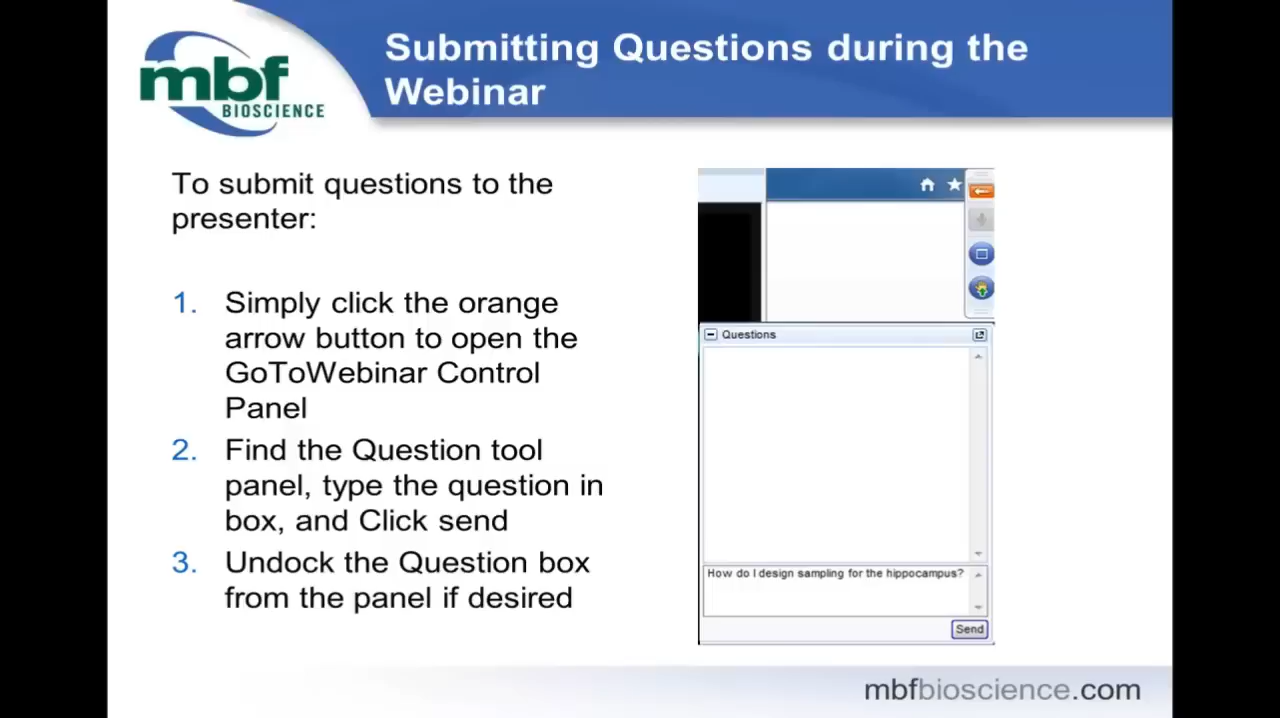 mbf
BIOSCIENCE
Submitting Questions during the
Webinar
To submit questions to the
presenter:
1. Simply click the orange
arrow button to open the
GoToWebinar Control
Panel
2. Find the Question tool
panel, type the question in
box, and Click send
3. Undock the Question box
from the panel if desired
Questions
How do I design sampling for the hippocampus?
Send
mbfbioscience.com